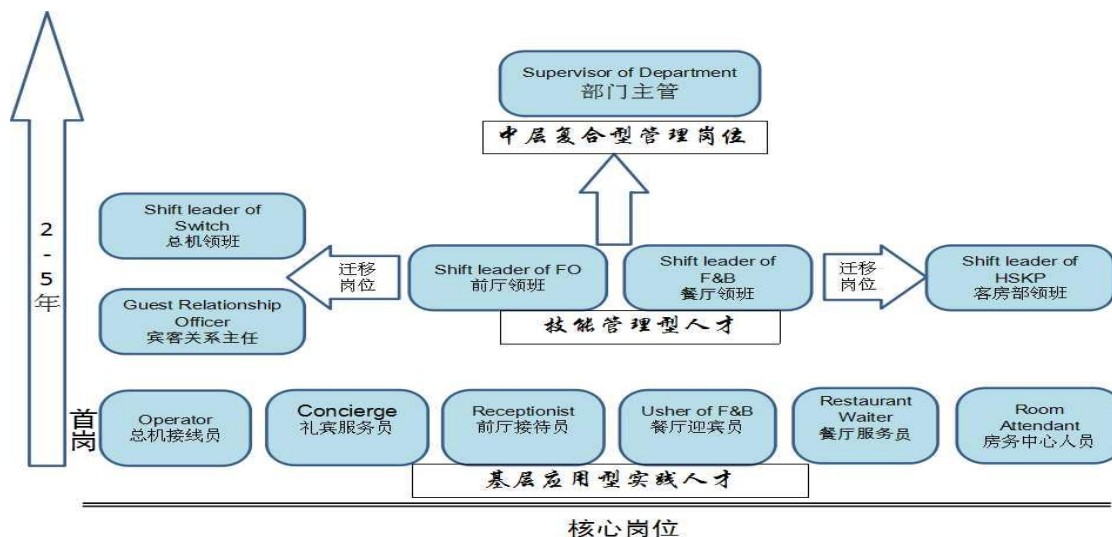 Supervisor of Department
部门主管
中层复合型管理岗位
2-5年
Shift leader of
Switch
总机领班
Guest Relationship
Officer
宾客关系主任
迁移
岗位
Shift leader of FO
前厅领班
Shift leader of
F&B
餐厅领班
迁移
岗位
Shift leader of
HSKP
客房部领班
技能管理型人才
首岗
Operator
总机接线员
Concierge
礼宾服务员
Receptionist
前厅接待员
Usher of F&B
餐厅迎宾员
Restaurant
Waiter
餐厅服务员
Room
Attendant
房务中心人员
基层应用型实践人才
核心岗位